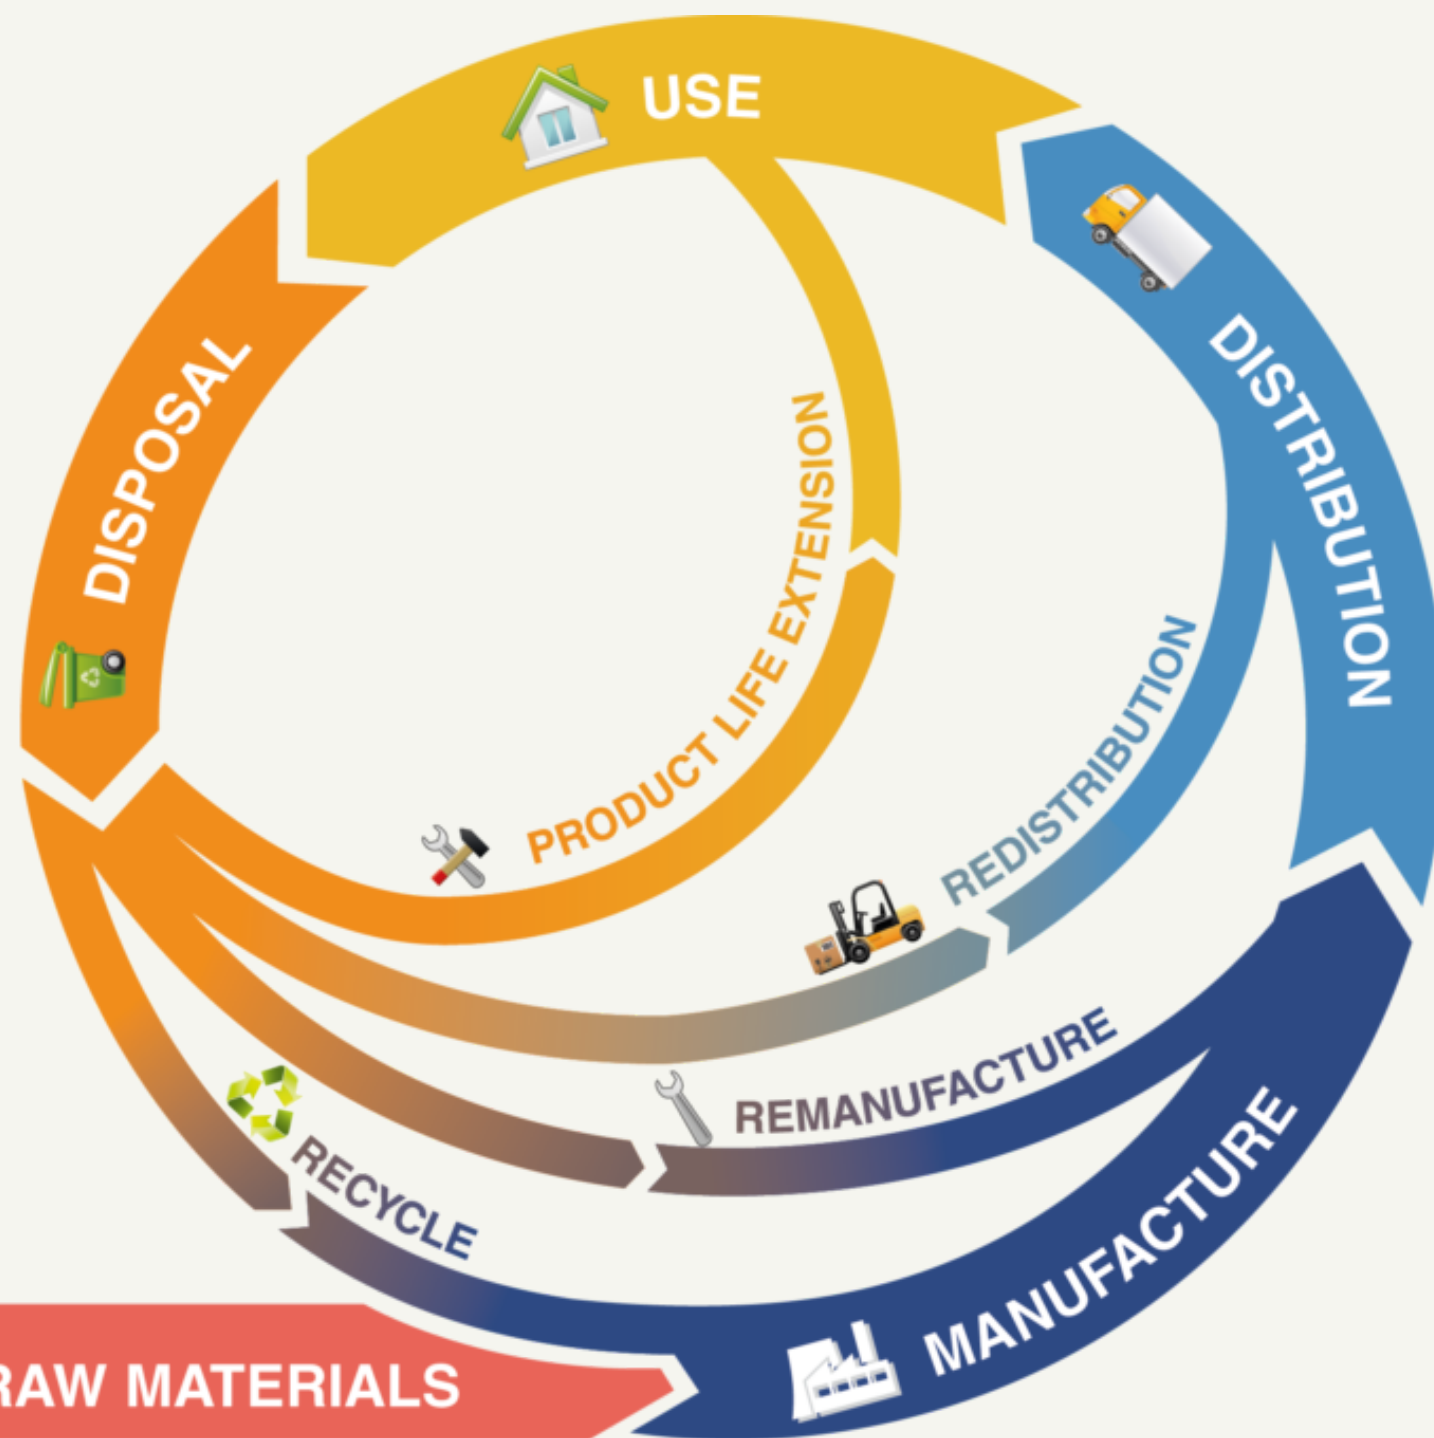 USE
DISTRIBUTION
DISPOSAL
PRODUCT LIFE EXTENSION
REDISTRIBUTION
REMANUFACTURE
RECYCLE
MANUFACTURE
RAW MATERIALS